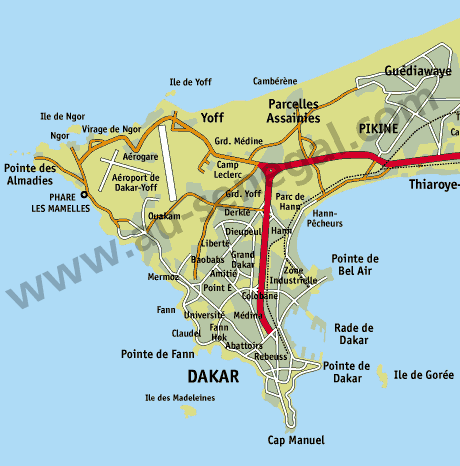 Guédiawaye
Ile de Yoff
Cambérène
Parcelles
Assainies
Ile de Ngor
Yoff
Virage de Ngor
PIKINE
Ngor
Grd. Médine
Aérogare
Camp
Leclerc
Pointe des
Almadies
Aéroport de
Dakar-Yoff
Thiaroye-
PHARE
LES MAMELLES
Grd. Yoff
Parc de
Hann
Ouakam
Derklé
Hann-
Pêcheurs
Dieupeul
Hann
Liberté
Baobabs
Grand
Dakar
Pointe de
Bel Air
Mermoz
Amitié
Zone
Industrielle
Point E
Colobane
Fann
Université
Médina
Rade de
Dakar
Claudel
Fann
Hok
Abattoirs
Pointe de Fann
Rebeuss
Pointe de
Dakar
DAKAR
Ile de Gorée
Ile des Madeleines
Cap Manuel
www.au-senegal.com